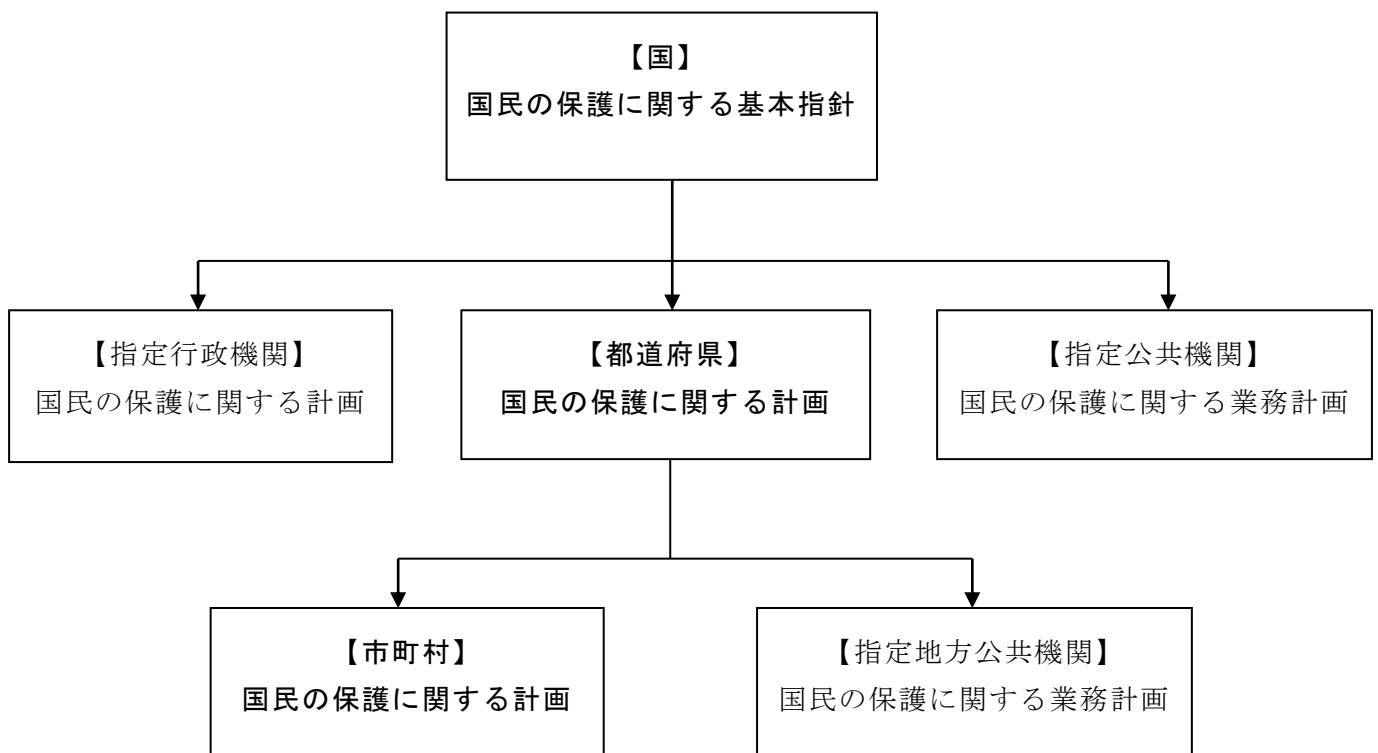 【国】
国民の保護に関する基本指針
【指定行政機関】
国民の保護に関する計画
【都道府県】
国民の保護に関する計画
【指定公共機関】
国民の保護に関する業務計画
【市町村】
国民の保護に関する計画
【指定地方公共機関】
国民の保護に関する業務計画